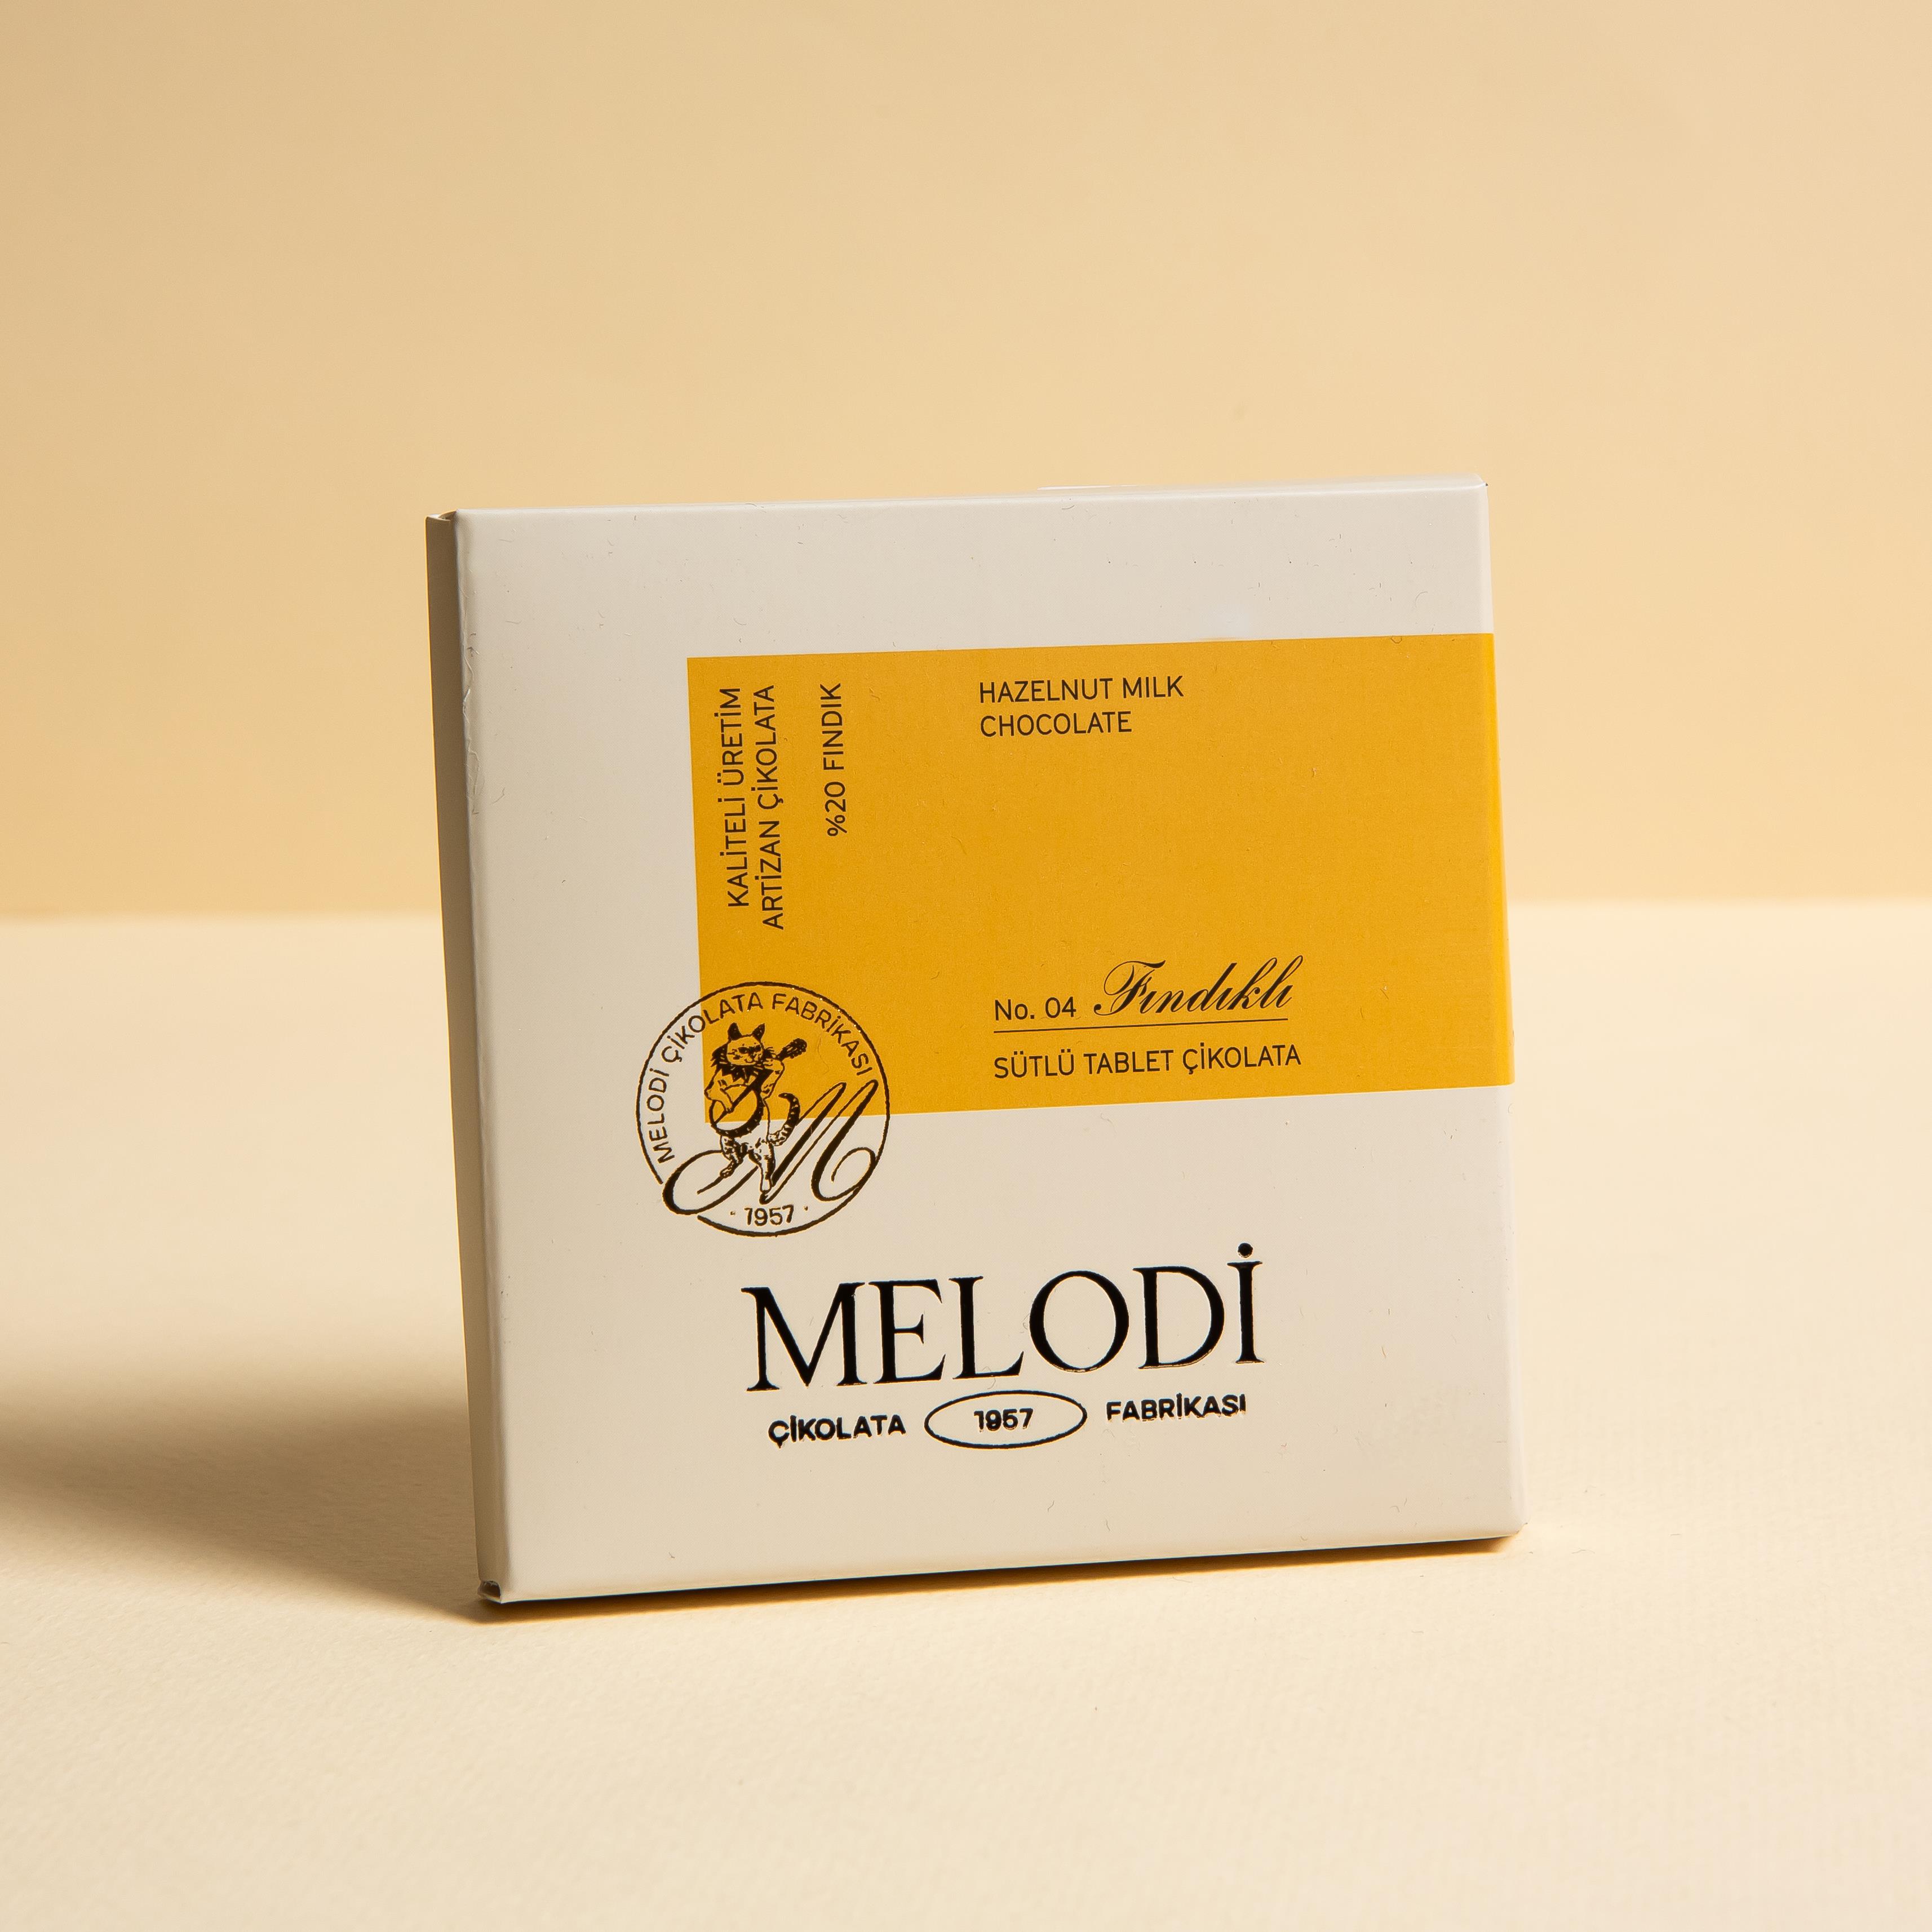 KALİTELİ ÜRETİM
ARTİZAN ÇİKOLATA
%20 FINDIK
HAZELNUT MILK
CHOCOLATE
No. 04 Fındıklı
SÜTLÜ TABLET ÇİKOLATA
MELODİ ÇİKOLATA FABRİKASI
M
· 1957 ·
MELODİ
ÇİKOLATA 1957 FABRİKASI